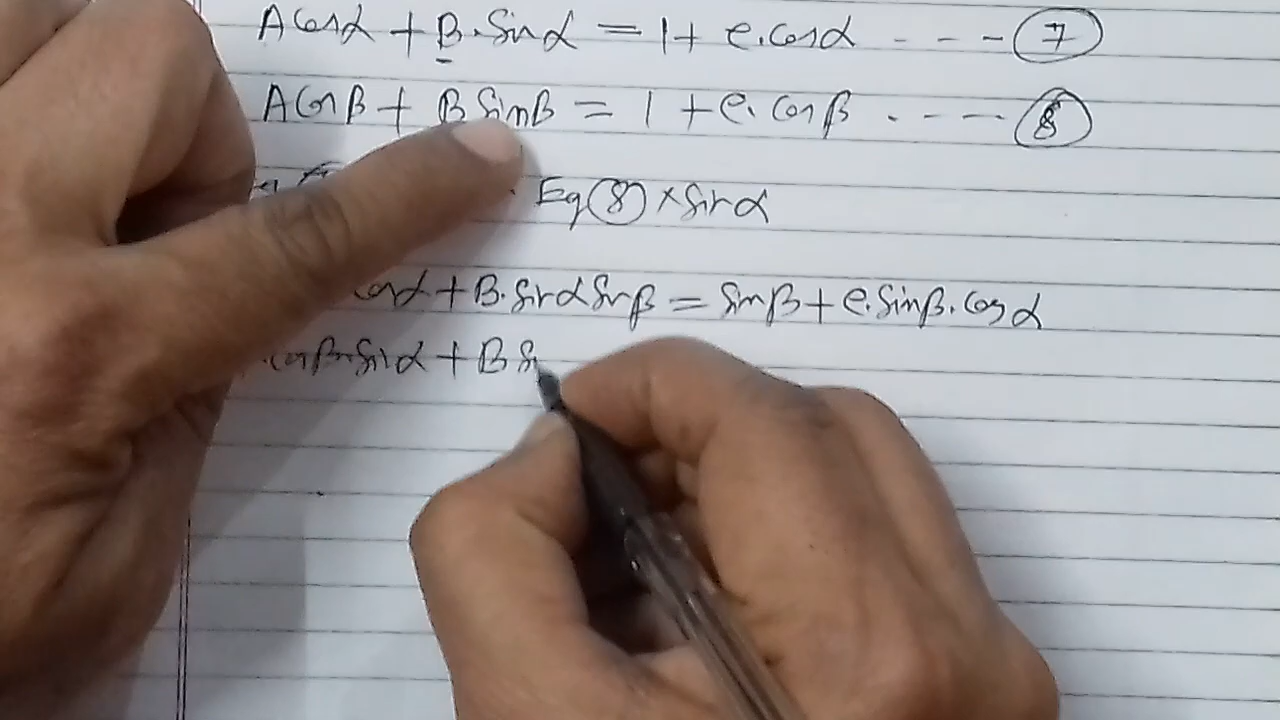 A cosα + B. Sinα = 1 + e. cosα - - - - (7)
A cosβ + B Sinβ = 1 + e. cosβ . - - - - (8)
Eq (8) × Sinα
cosα + B. Sinα Sinβ = Sinβ + e. Sinβ. Cosα
cosβ. Sinα + B S